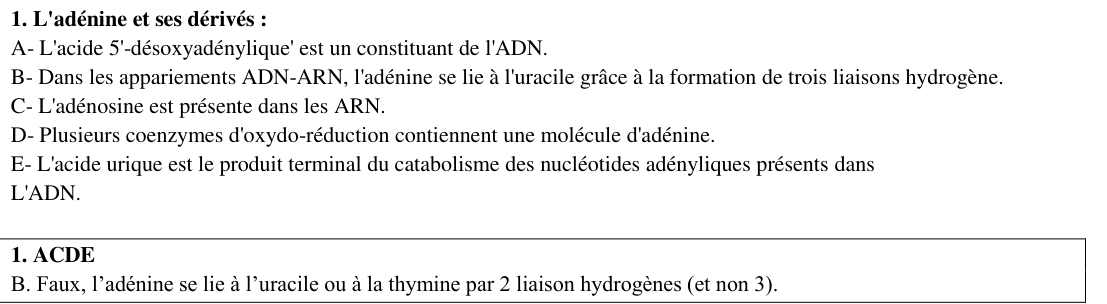 1. L'adénine et ses dérivés :
A- L'acide 5'-désoxyadénylique' est un constituant de l'ADN.
B- Dans les appariements ADN-ARN, l'adénine se lie à l'uracile grâce à la formation de trois liaisons hydrogène.
C- L'adénosine est présente dans les ARN.
D- Plusieurs coenzymes d'oxydo-réduction contiennent une molécule d'adénine.
E- L'acide urique est le produit terminal du catabolisme des nucléotides adényliques présents dans
L'ADN.
1. ACDE
B. Faux, l’adénine se lie à l’uracile ou à la thymine par 2 liaison hydrogènes (et non 3).